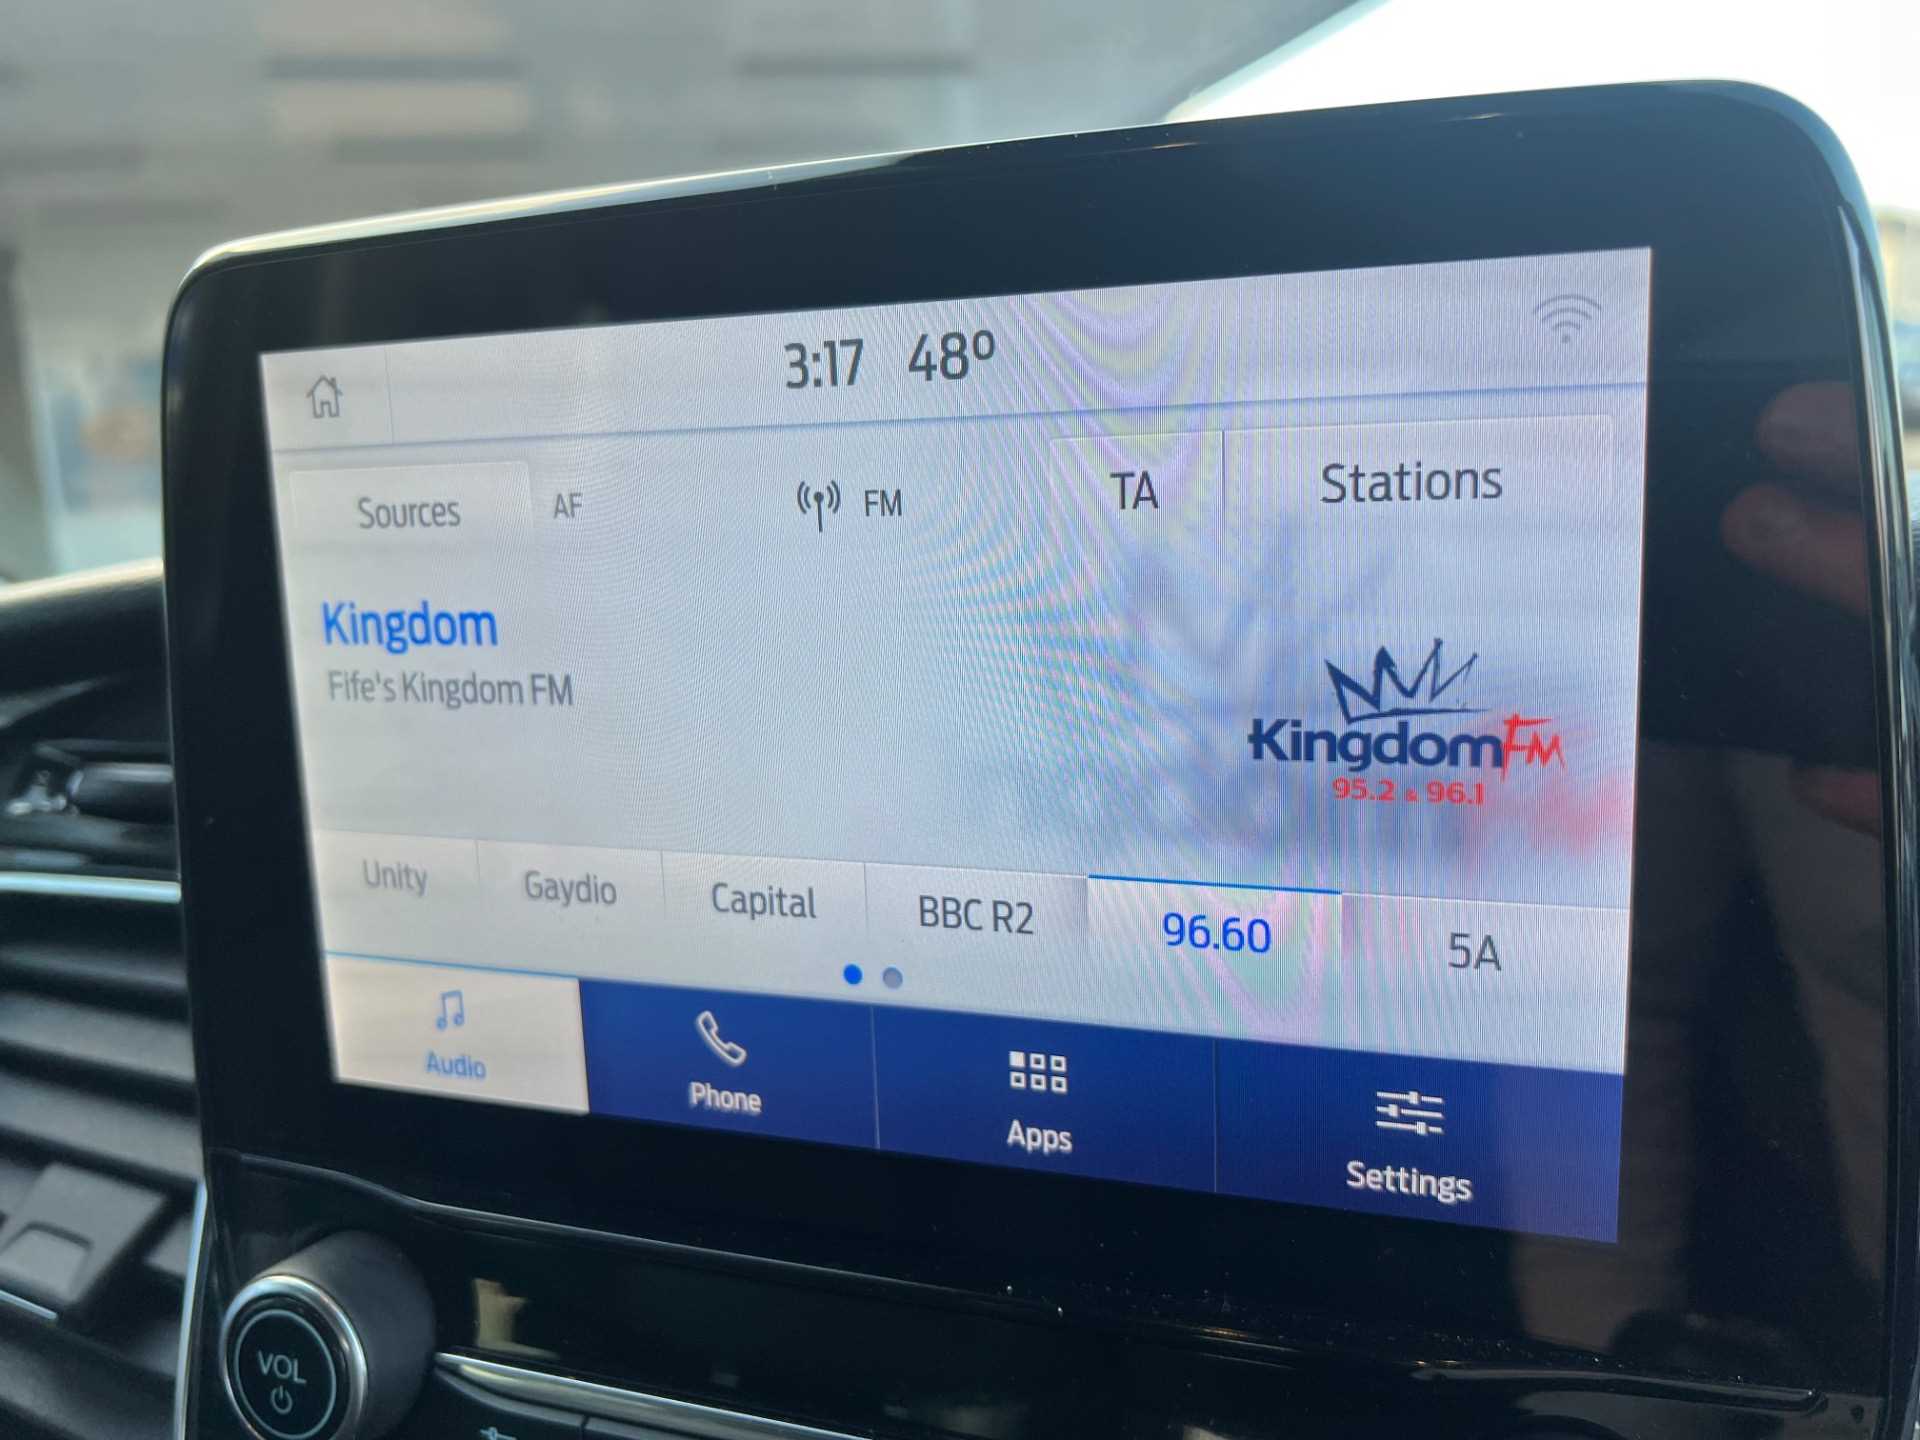 3:17 48º
Sources AF FM TA Stations
Kingdom
Fife's Kingdom FM
KingdomFM
95.2 & 96.1
Unity Gaydio Capital BBC R2 96.60 5A
Audio Phone Apps Settings
VOL